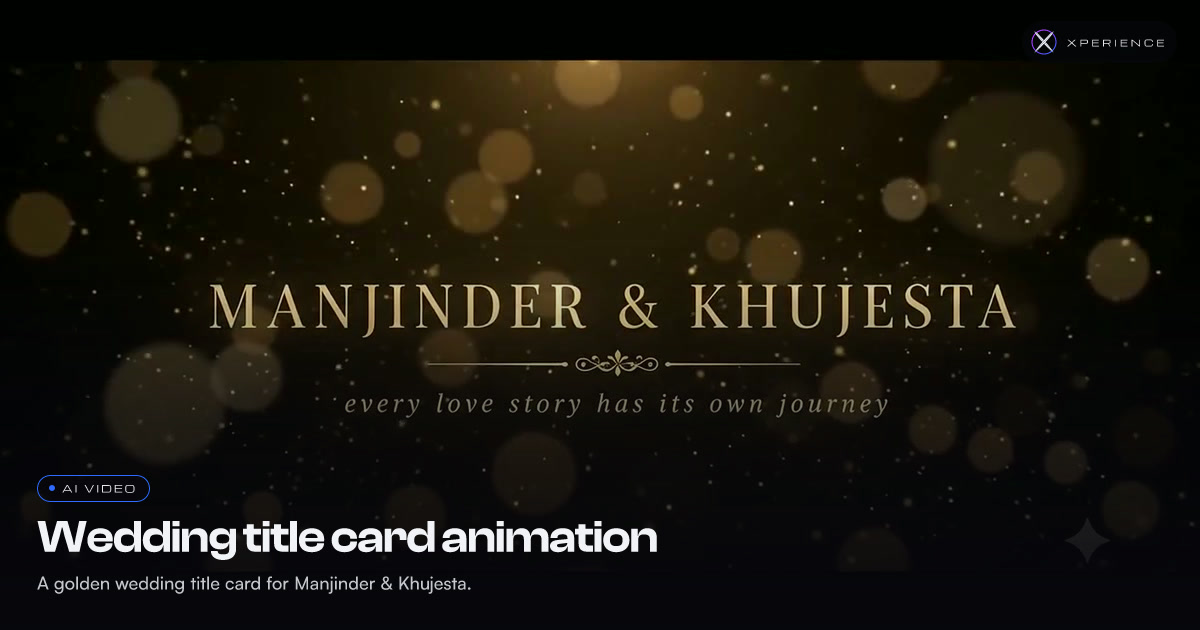 XPERIENCE
MANJINDER & KHUJESTA
every love story has its own journey
AI VIDEO
Wedding title card animation
A golden wedding title card for Manjinder & Khujesta.